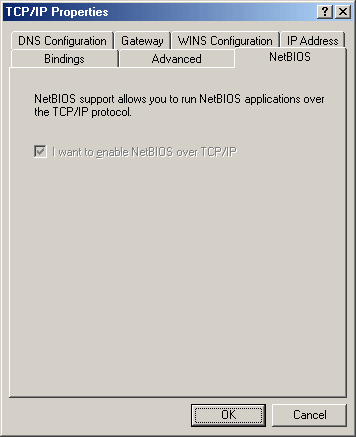 TCP/IP Properties
DNS Configuration Gateway WINS Configuration IP Address
Bindings Advanced NetBIOS
NetBIOS support allows you to run NetBIOS applications over
the TCP/IP protocol.
I want to enable NetBIOS over TCP/IP
OK Cancel